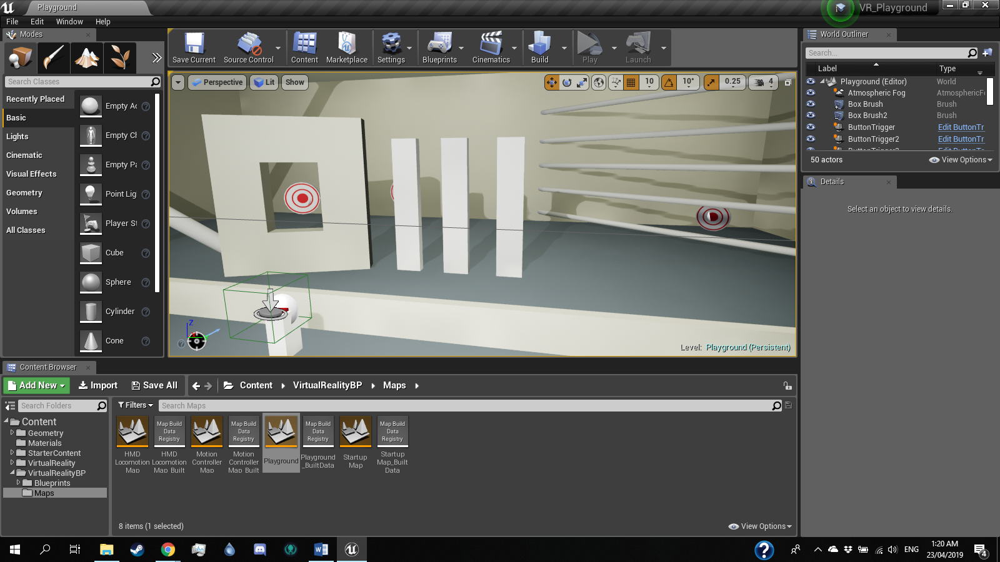 Playground
VR_Playground
File Edit Window Help
Modes
Search Classes
Recently Placed
Basic
Lights
Cinematic
Visual Effects
Geometry
Volumes
All Classes
Empty Ac
Empty Ch
Empty Pa
Point Lig
Player St
Cube
Sphere
Cylinder
Cone
Save Current
Source Control
Content
Marketplace
Settings
Blueprints
Cinematics
Build
Play
Launch
Perspective
Lit
Show
10
10°
0.25
4
Z
Level: Playground (Persistent)
World Outliner
Search...
Label Type
Playground (Editor) World
Atmospheric Fog AtmosphericF
Box Brush Brush
Box Brush2 Brush
ButtonTrigger Edit ButtonTr
ButtonTrigger2 Edit ButtonTr
50 actors View Options
Details
Select an object to view details.
Content Browser
Add New Import Save All Content VirtualRealityBP Maps
Search Folders
Content
Geometry
Materials
StarterContent
VirtualReality
VirtualRealityBP
Blueprints
Maps
Filters Search Maps
Map Build
Data
Registry
Map Build
Data
Registry
Map Build
Data
Registry
Map Build
Data
Registry
HMD
Locomotion
Map
HMD
Locomotion
Map_Built
Motion
Controller
Map
Motion
Controller
Map_Built
Playground
Playground
_BuiltData
Startup
Map
Startup
Map_Built
Data
8 items (1 selected) View Options
ENG
1:20 AM
23/04/2019
4